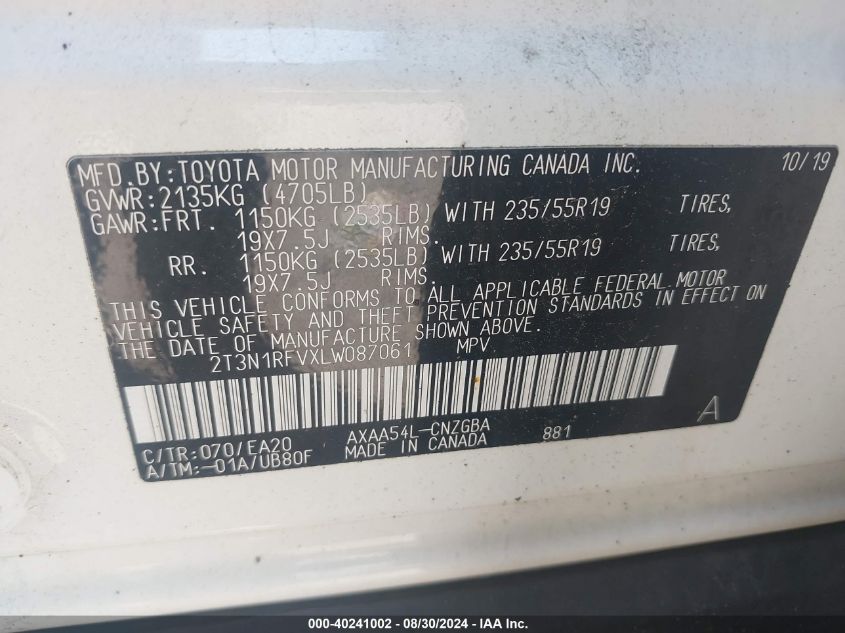 MFD.BY:TOYOTA MOTOR MANUFACTURING CANADA INC. 10/19
GVWR:2135KG (4705LB)
GAWR:FRT. 1150KG (2535LB) WITH 235/55R19 TIRES,
19X7.5J RIMS.
RR. 1150KG (2535LB) WITH 235/55R19 TIRES,
19X7.5J RIMS.
THIS VEHICLE CONFORMS TO ALL APPLICABLE FEDERAL MOTOR
VEHICLE SAFETY AND THEFT PREVENTION STANDARDS IN EFFECT ON
THE DATE OF MANUFACTURE SHOWN ABOVE.
2T3N1RFVXLW087061 MPV
A
C/TR:070/EA20 AXAA54L-CNZGBA 881
A/TM:-01A/UB80F MADE IN CANADA
000-40241002 - 08/30/2024 - IAA Inc.